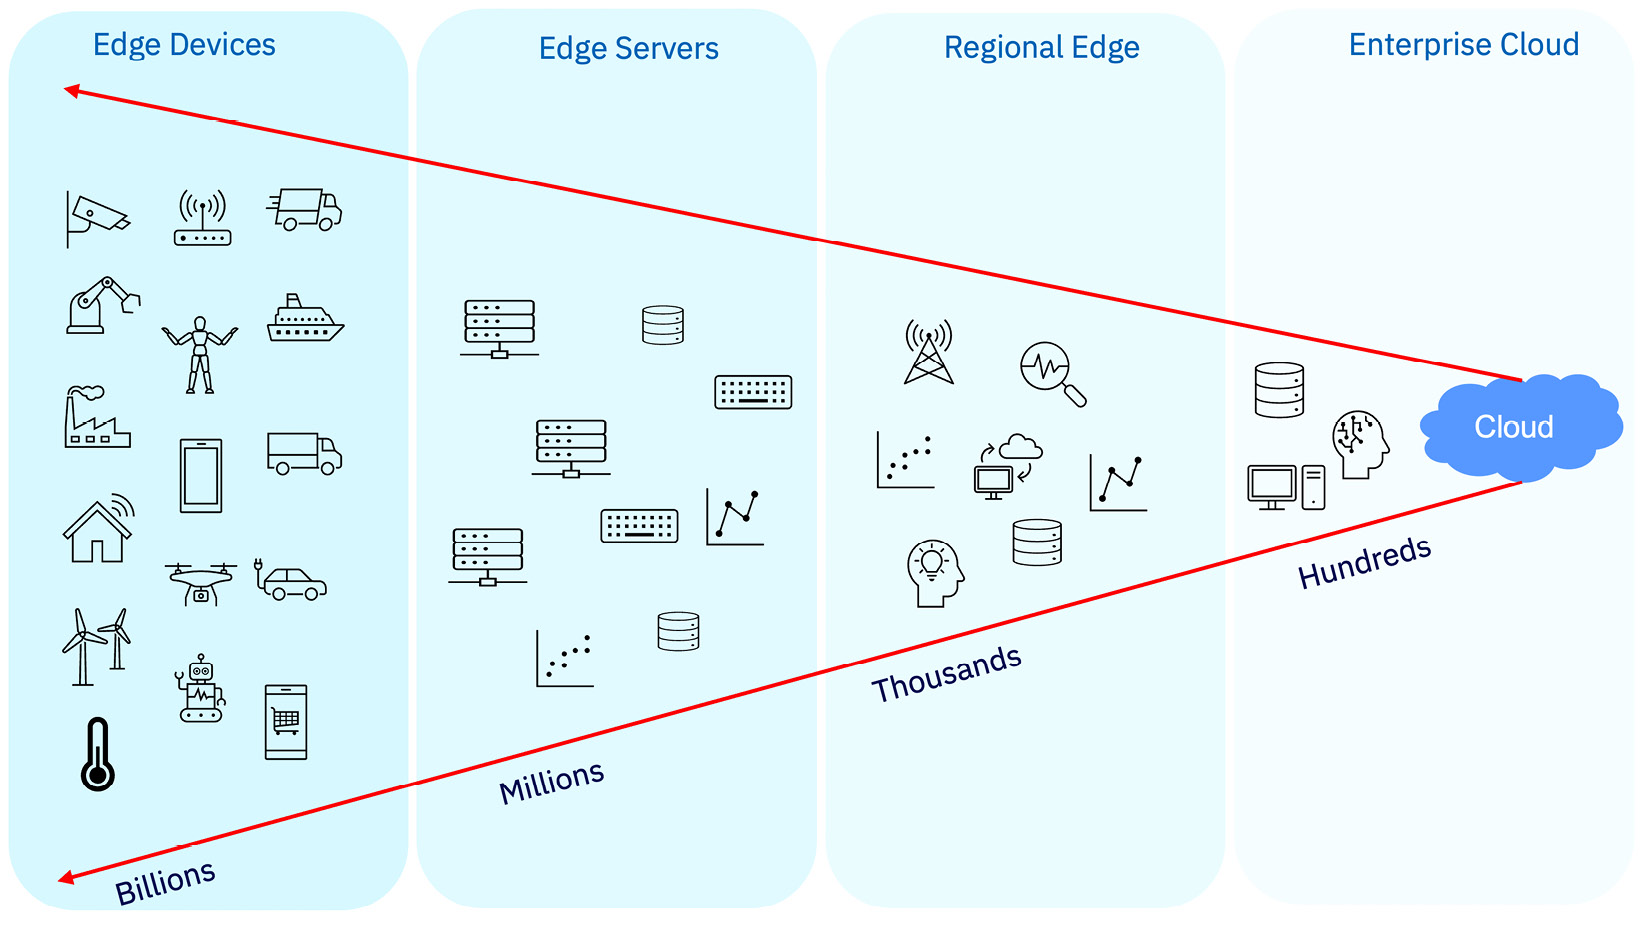 Edge Devices
Edge Servers
Regional Edge
Enterprise Cloud
Cloud
Hundreds
Thousands
Millions
Billions